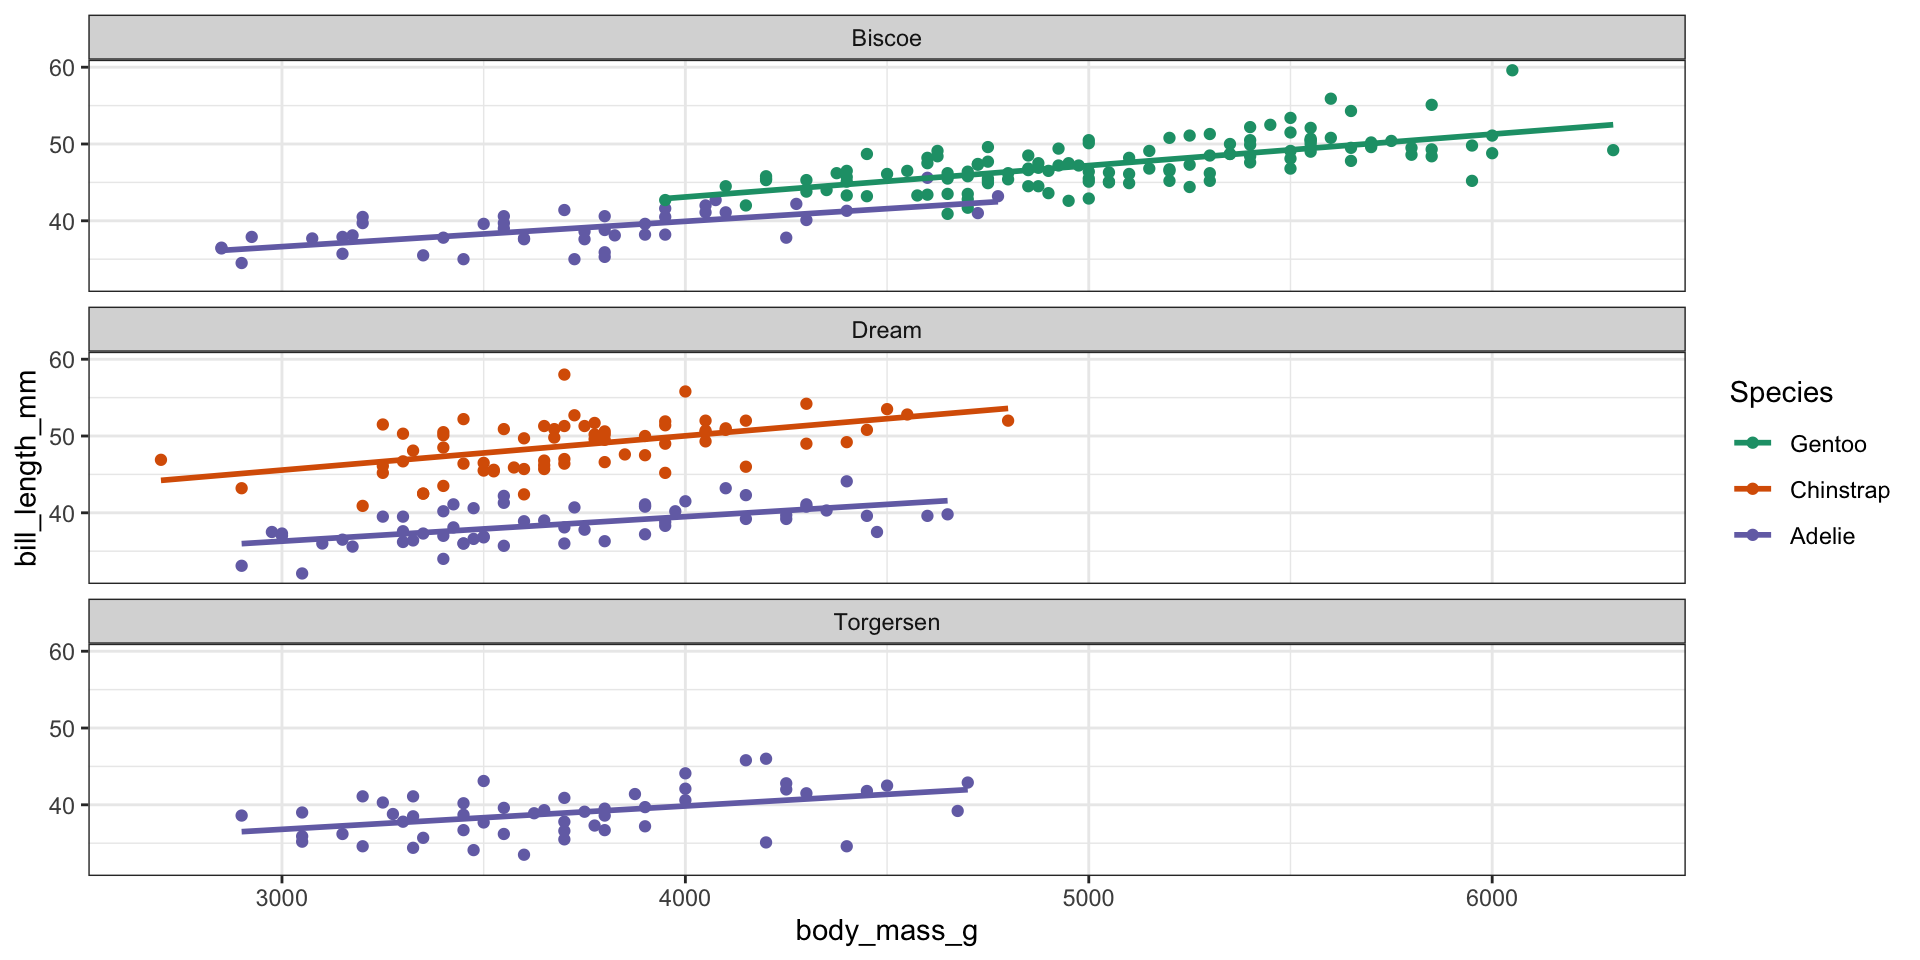 Biscoe
60
50
40
Dream
60
50
40
Torgersen
60
50
40
3000 4000 5000 6000
body_mass_g
bill_length_mm
Species
Gentoo
Chinstrap
Adelie